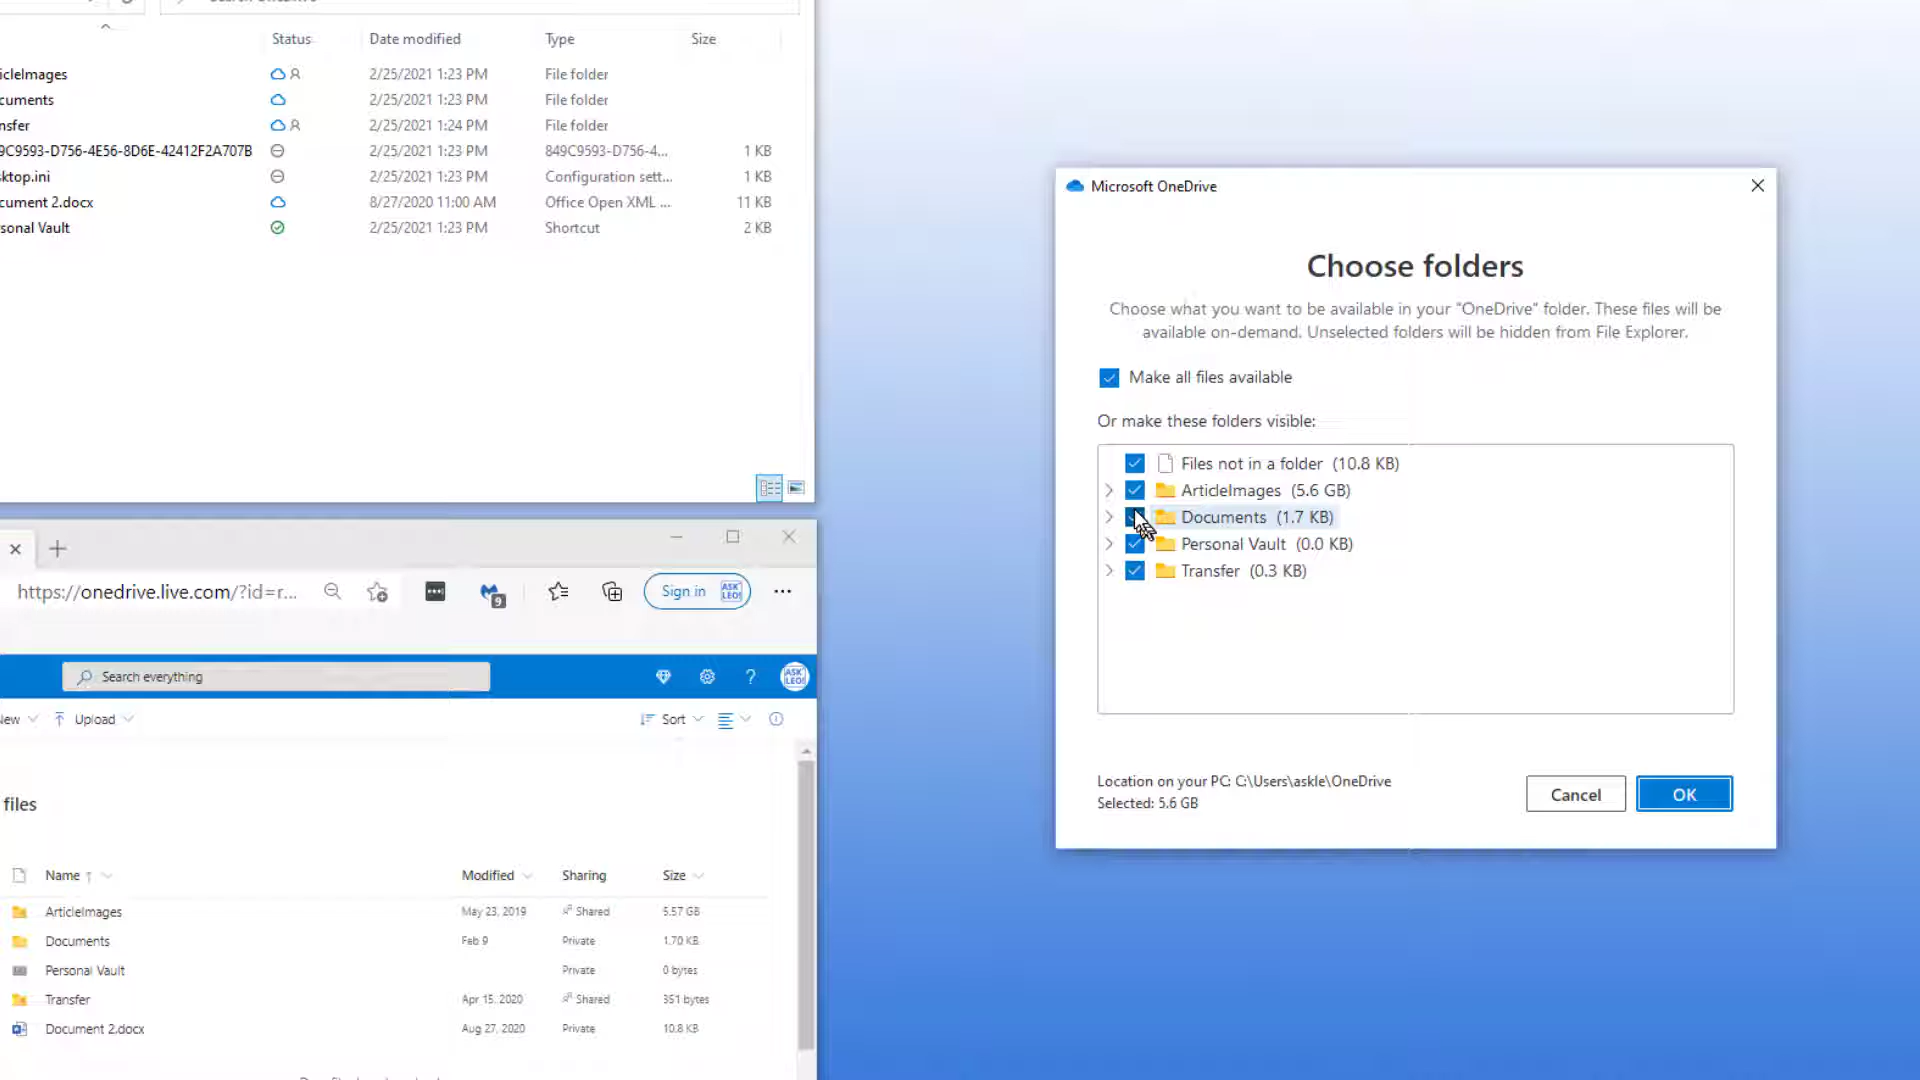 Status Date modified Type Size
icleImages 2/25/2021 1:23 PM File folder
cuments 2/25/2021 1:23 PM File folder
nsfer 2/25/2021 1:24 PM File folder
9C9593-D756-4E56-8D6E-42412F2A707B 2/25/2021 1:23 PM 849C9593-D756-4... 1 KB
sktop.ini 2/25/2021 1:23 PM Configuration sett... 1 KB
cument 2.docx 8/27/2020 11:00 AM Office Open XML ... 11 KB
sonal Vault 2/25/2021 1:23 PM Shortcut 2 KB
https://onedrive.live.com/?id=r... 9 Sign in ASK LEO! ...
Search everything ? ASK LEO!
New Upload Sort
files
Name Modified Sharing Size
ArticleImages May 23, 2019 Shared 5.57 GB
Documents Feb 9 Private 1.70 KB
Personal Vault Private 0 bytes
Transfer Apr 15, 2020 Shared 351 bytes
Document 2.docx Aug 27, 2020 Private 10.8 KB
Microsoft OneDrive
Choose folders
Choose what you want to be available in your "OneDrive" folder. These files will be
available on-demand. Unselected folders will be hidden from File Explorer.
Make all files available
Or make these folders visible:
Files not in a folder (10.8 KB)
ArticleImages (5.6 GB)
Documents (1.7 KB)
Personal Vault (0.0 KB)
Transfer (0.3 KB)
Location on your PC: C:\Users\askle\OneDrive
Selected: 5.6 GB
Cancel OK